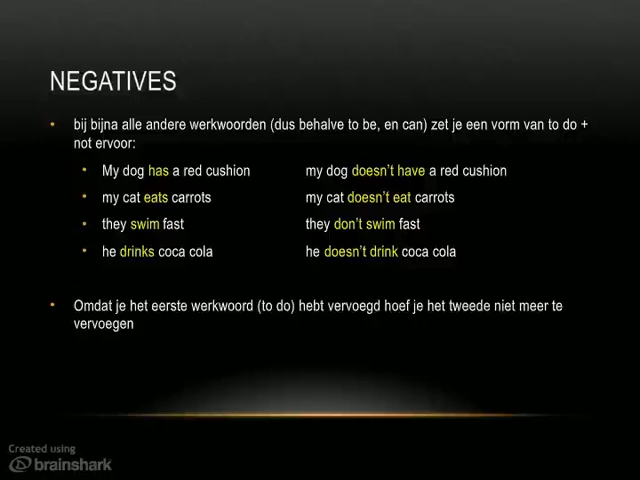 NEGATIVES
• bij bijna alle andere werkwoorden (dus behalve to be, en can) zet je een vorm van to do +
not ervoor:
• My dog has a red cushion my dog doesn't have a red cushion
• my cat eats carrots my cat doesn't eat carrots
• they swim fast they don't swim fast
• he drinks coca cola he doesn't drink coca cola
• Omdat je het eerste werkwoord (to do) hebt vervoegd hoef je het tweede niet meer te
vervoegen
Created using
brainshark